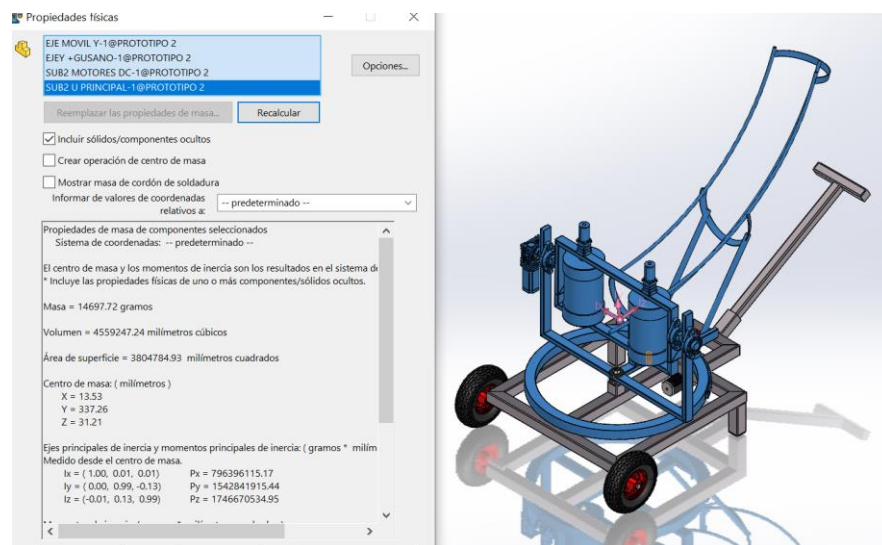 Propiedades físicas
EJE MOVIL Y-1@PROTOTIPO 2
EJEY +GUSANO-1@PROTOTIPO 2
SUB2 MOTORES DC-1@PROTOTIPO 2
SUB2 U PRINCIPAL-1@PROTOTIPO 2
Opciones...
Reemplazar las propiedades de masa...
Recalcular
Incluir sólidos/componentes ocultos
Crear operación de centro de masa
Mostrar masa de cordón de soldadura
Informar de valores de coordenadas
relativos a:
-- predeterminado --
Propiedades de masa de componentes seleccionados
Sistema de coordenadas: -- predeterminado --
El centro de masa y los momentos de inercia son los resultados en el sistema de
* Incluye las propiedades físicas de uno o más componentes/sólidos ocultos.
Masa = 14697.72 gramos
Volumen = 4559247.24 milímetros cúbicos
Área de superficie = 3804784.93 milímetros cuadrados
Centro de masa: ( milímetros )
X = 13.53
Y = 337.26
Z = 31.21
Ejes principales de inercia y momentos principales de inercia: ( gramos * milím
Medido desde el centro de masa.
Ix = ( 1.00, 0.01, 0.01) Px = 796396115.17
Iy = ( 0.00, 0.99, -0.13) Py = 1542841915.44
Iz = (-0.01, 0.13, 0.99) Pz = 1746670534.95